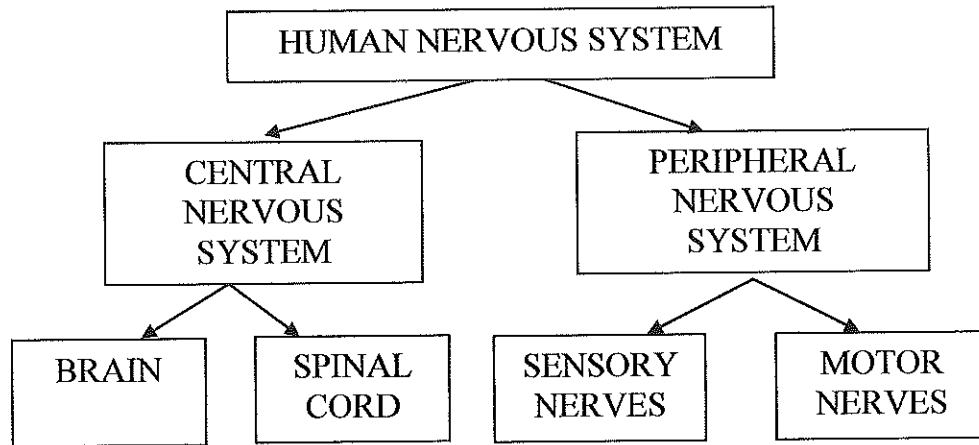 HUMAN NERVOUS SYSTEM
CENTRAL
NERVOUS
SYSTEM
PERIPHERAL
NERVOUS
SYSTEM
BRAIN
SPINAL
CORD
SENSORY
NERVES
MOTOR
NERVES